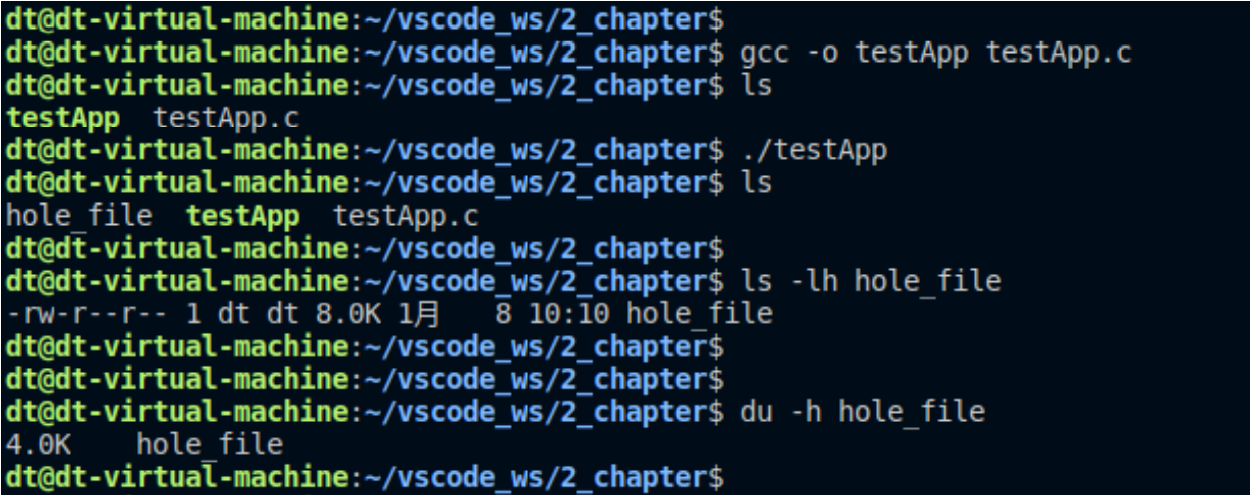 dt@dt-virtual-machine:~/vscode_ws/2_chapter$
dt@dt-virtual-machine:~/vscode_ws/2_chapter$ gcc -o testApp testApp.c
dt@dt-virtual-machine:~/vscode_ws/2_chapter$ ls
testApp  testApp.c
dt@dt-virtual-machine:~/vscode_ws/2_chapter$ ./testApp
dt@dt-virtual-machine:~/vscode_ws/2_chapter$ ls
hole_file  testApp  testApp.c
dt@dt-virtual-machine:~/vscode_ws/2_chapter$
dt@dt-virtual-machine:~/vscode_ws/2_chapter$ ls -lh hole_file
-rw-r--r-- 1 dt dt 8.0K 1月   8 10:10 hole_file
dt@dt-virtual-machine:~/vscode_ws/2_chapter$
dt@dt-virtual-machine:~/vscode_ws/2_chapter$
dt@dt-virtual-machine:~/vscode_ws/2_chapter$ du -h hole_file
4.0K    hole_file
dt@dt-virtual-machine:~/vscode_ws/2_chapter$